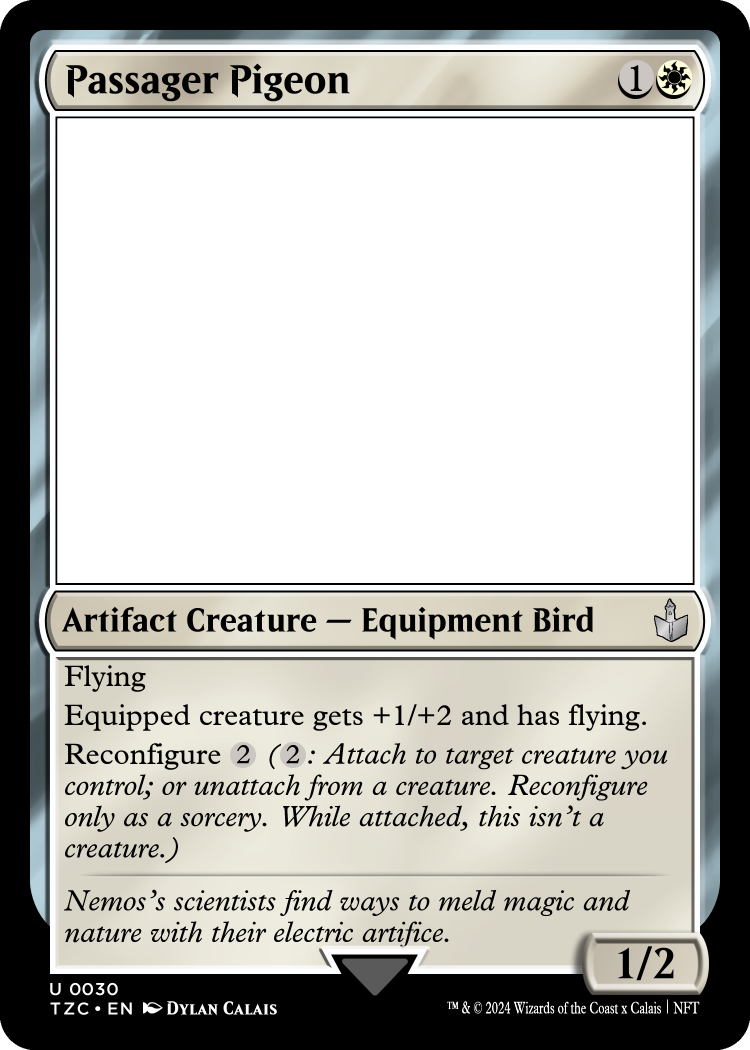 Passager Pigeon 1
Artifact Creature — Equipment Bird
Flying
Equipped creature gets +1/+2 and has flying.
Reconfigure 2 (2: Attach to target creature you
control; or unattach from a creature. Reconfigure
only as a sorcery. While attached, this isn't a
creature.)
Nemos's scientists find ways to meld magic and
nature with their electric artifice.
1/2
U 0030
TZC • EN Dylan Calais
™ & © 2024 Wizards of the Coast x Calais | NFT